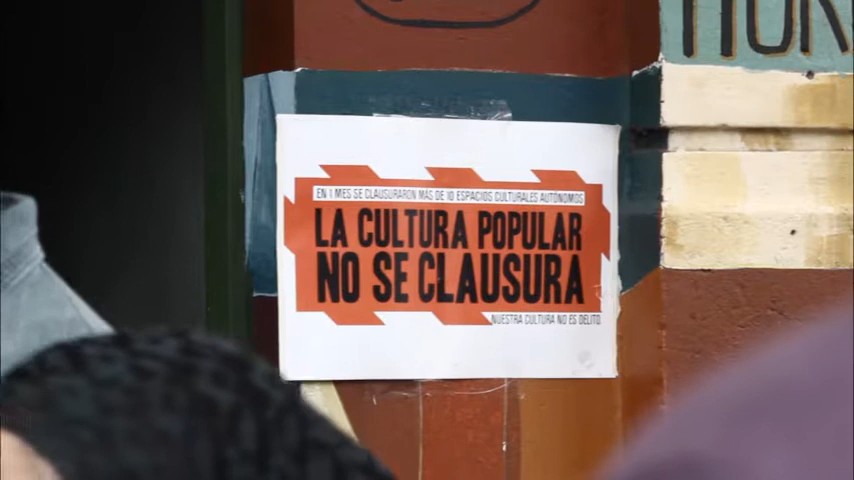 EN 1 MES SE CLAUSURARON MÁS DE 10 ESPACIOS CULTURALES AUTÓNOMOS
LA CULTURA POPULAR
NO SE CLAUSURA
NUESTRA CULTURA NO ES DELITO